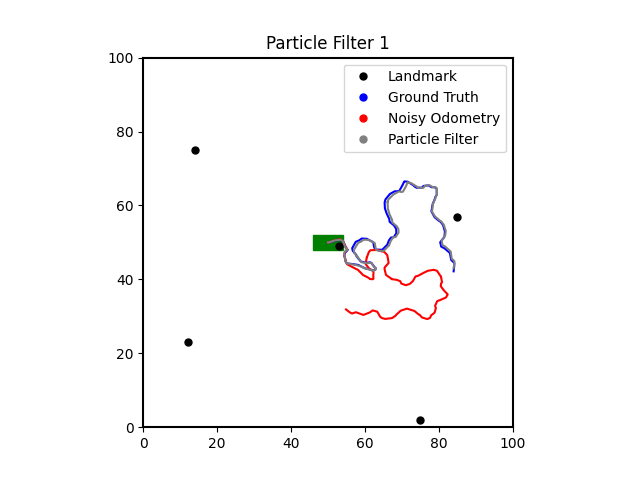 Particle Filter 1
100
80
60
40
20
0
Landmark
Ground Truth
Noisy Odometry
Particle Filter
0 20 40 60 80 100